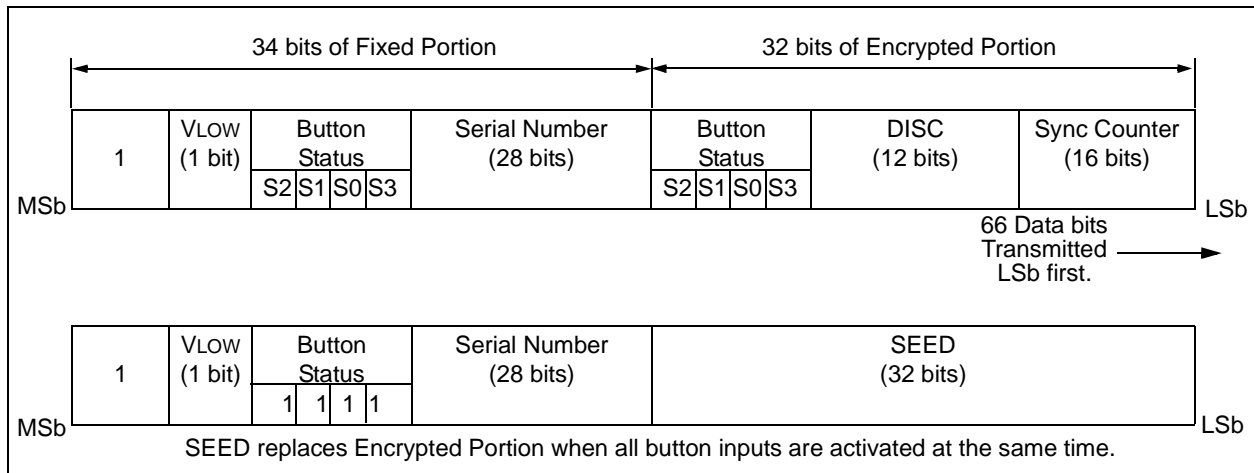 34 bits of Fixed Portion
32 bits of Encrypted Portion
1
VLOW
(1 bit)
Button
Status
S2 S1 S0 S3
Serial Number
(28 bits)
Button
Status
S2 S1 S0 S3
DISC
(12 bits)
Sync Counter
(16 bits)
MSb
LSb
66 Data bits
Transmitted
LSb first.
1
VLOW
(1 bit)
Button
Status
1 1 1 1
Serial Number
(28 bits)
SEED
(32 bits)
MSb
LSb
SEED replaces Encrypted Portion when all button inputs are activated at the same time.